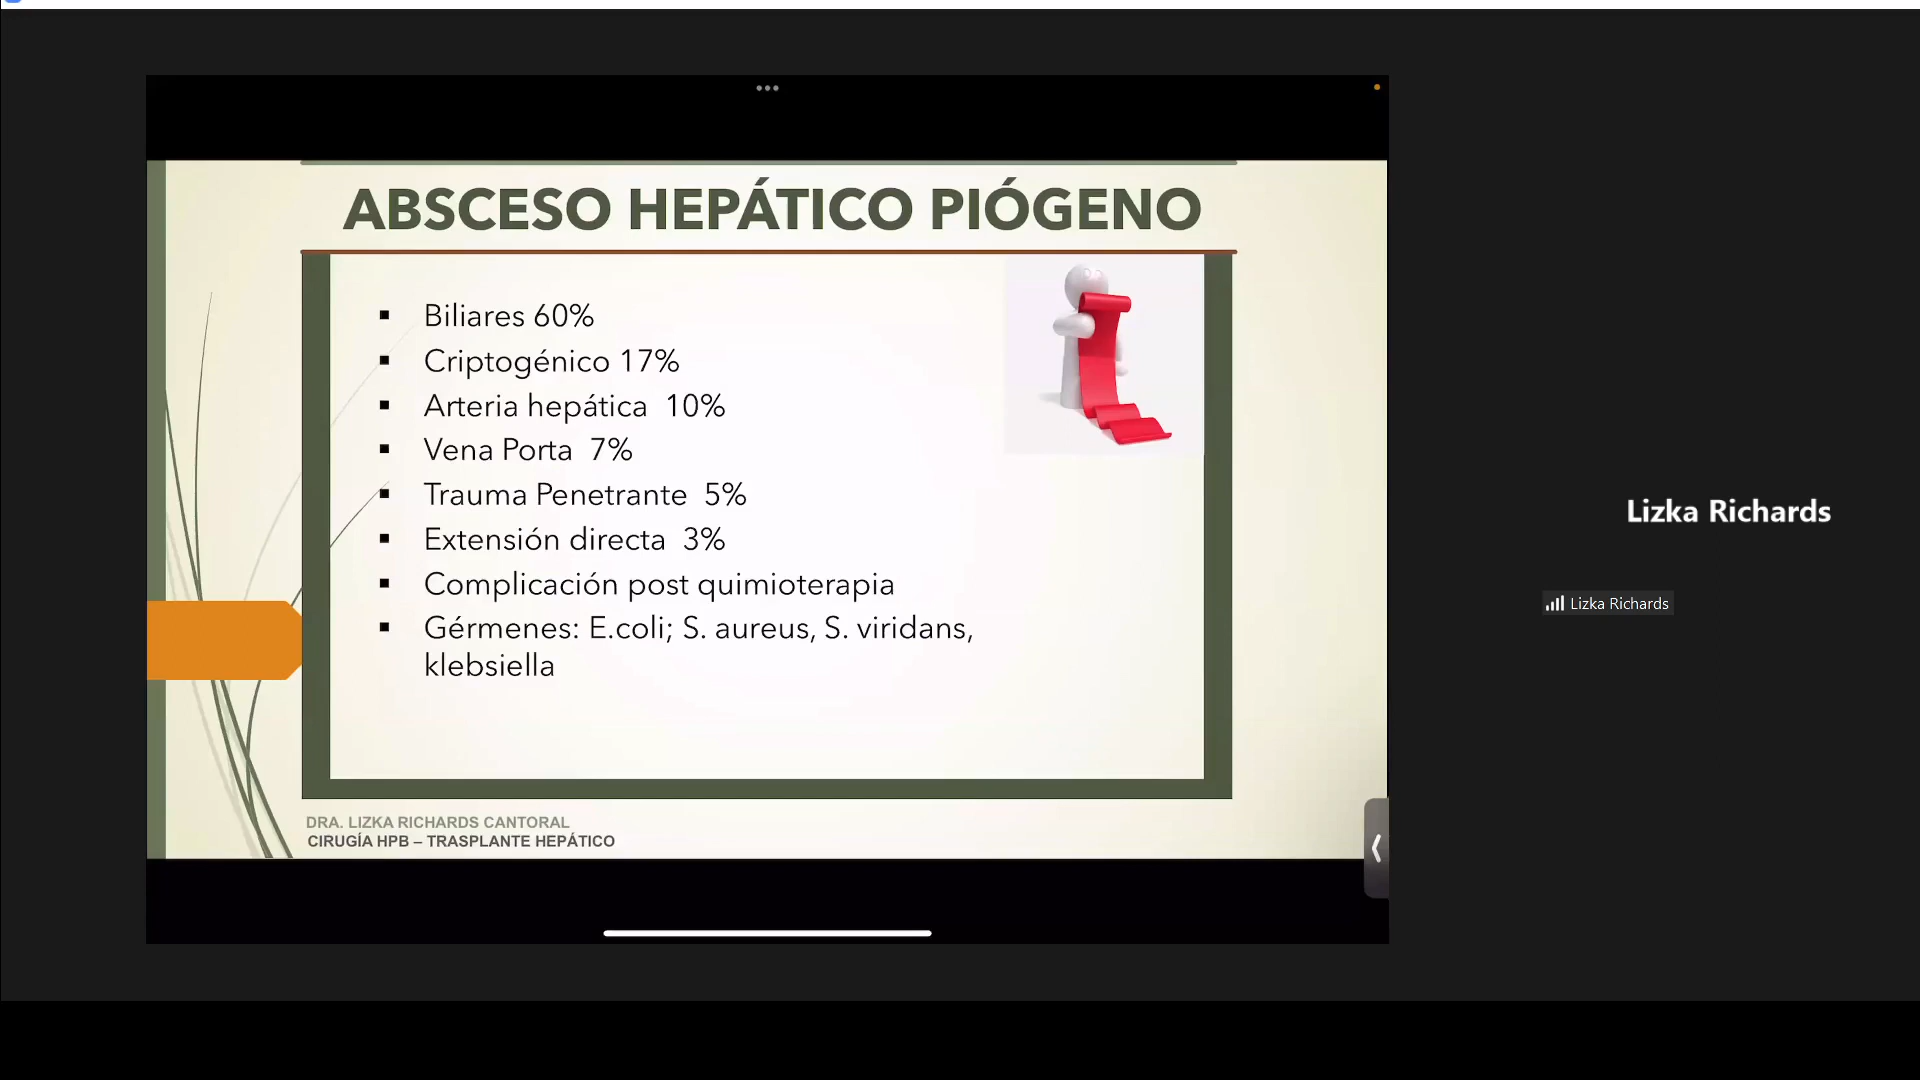 ABSCESO HEPÁTICO PIÓGENO
Biliares 60%
Criptogénico 17%
Arteria hepática 10%
Vena Porta 7%
Trauma Penetrante 5%
Extensión directa 3%
Complicación post quimioterapia
Gérmenes: E.coli; S. aureus, S. viridans,
klebsiella
DRA. LIZKA RICHARDS CANTORAL
CIRUGÍA HPB – TRASPLANTE HEPÁTICO
Lizka Richards
Lizka Richards